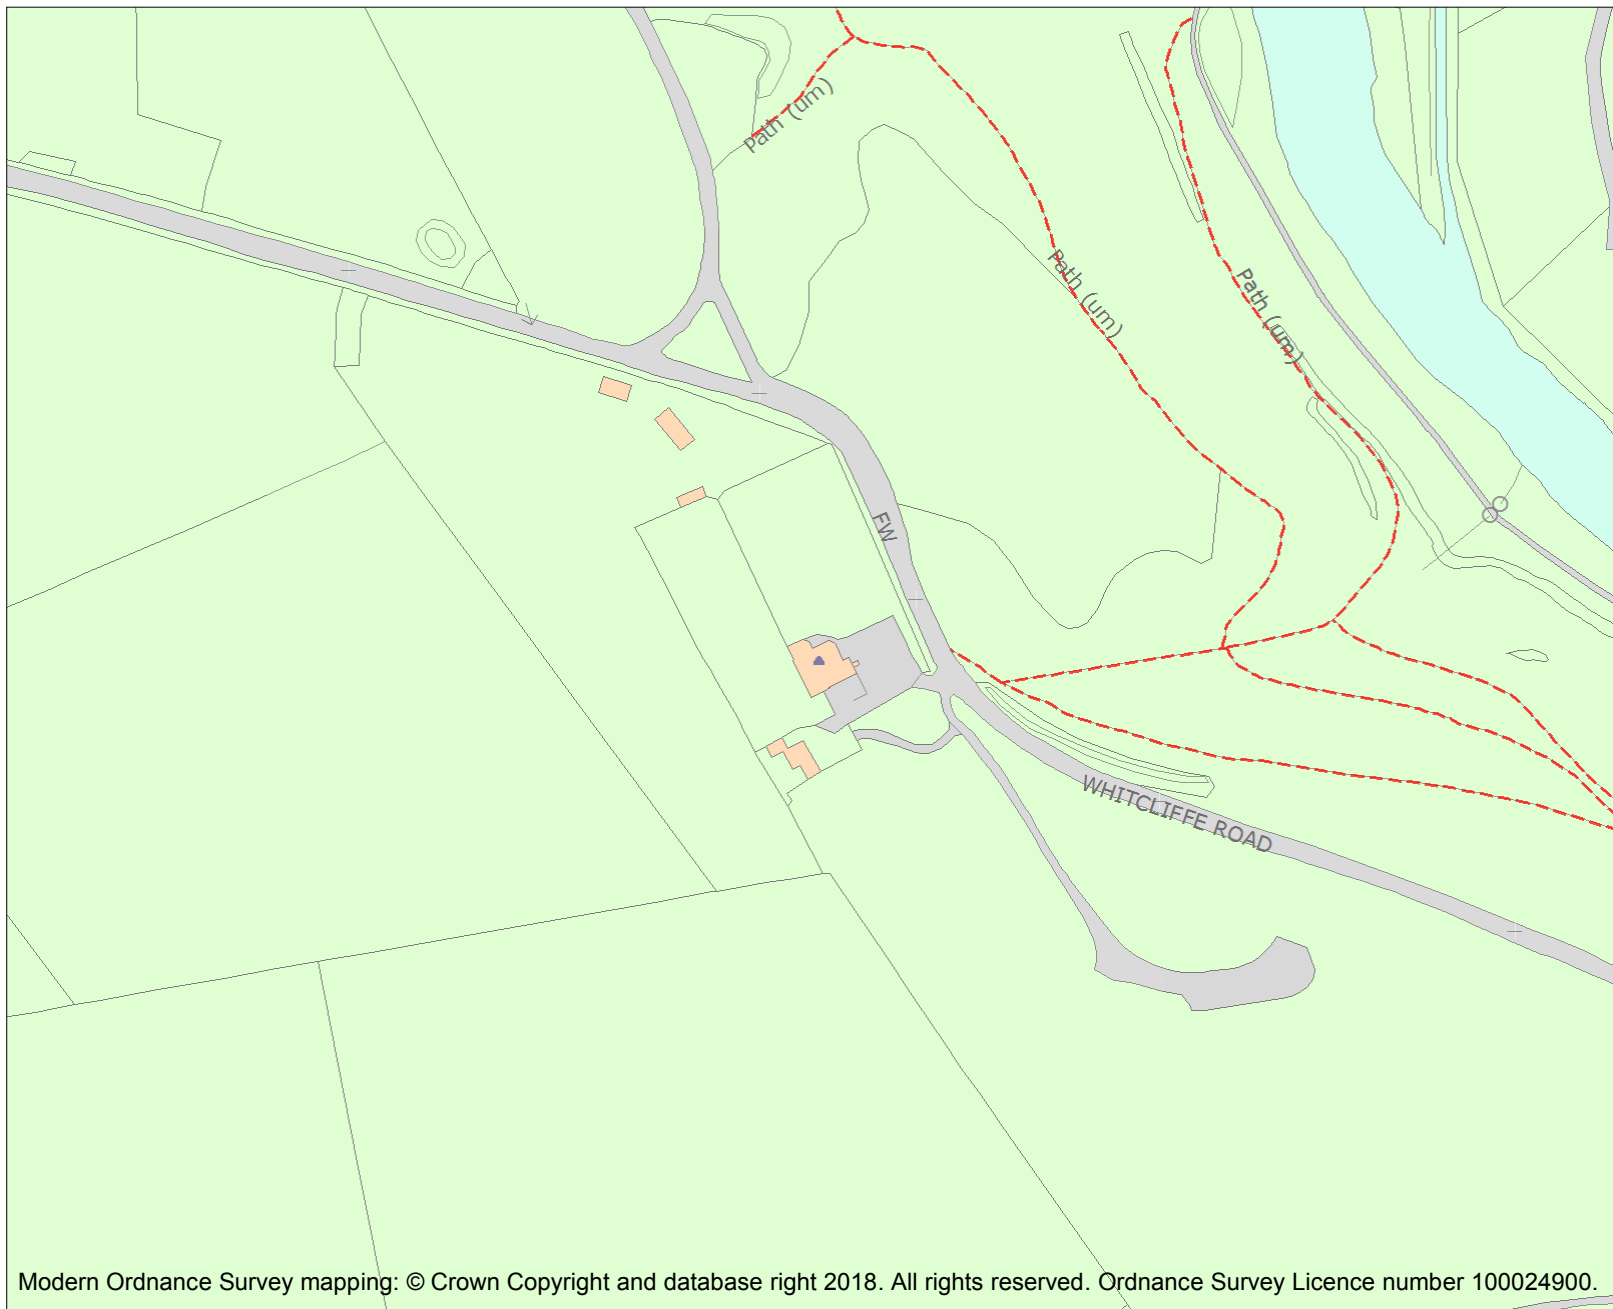 Path (um)
Path (um)
Path (um)
FW
WHITCLIFFE ROAD
Modern Ordnance Survey mapping: © Crown Copyright and database right 2018. All rights reserved. Ordnance Survey Licence number 100024900.